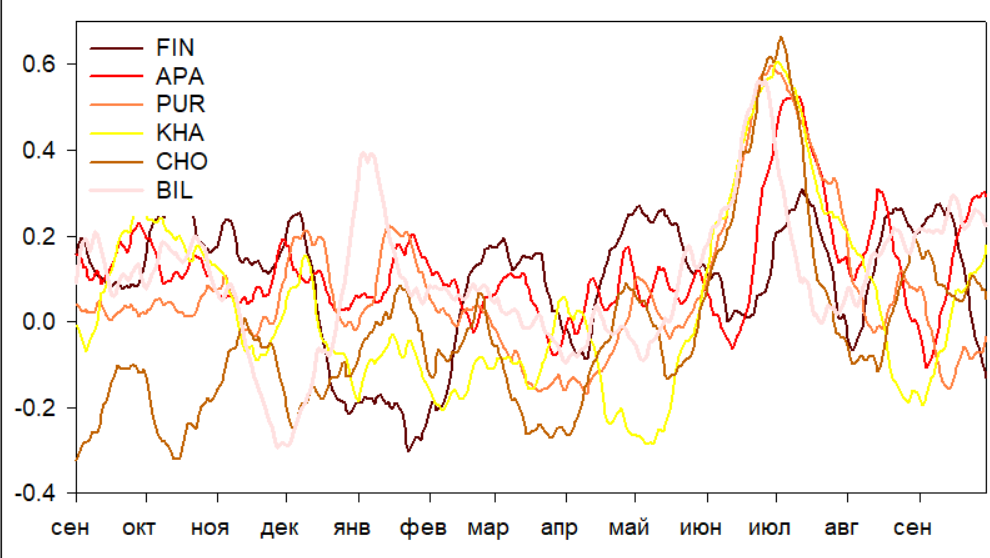 FIN
APA
PUR
KHA
CHO
BIL
0.6
0.4
0.2
0.0
-0.2
-0.4
сен окт ноя дек янв фев мар апр май июн июл авг сен